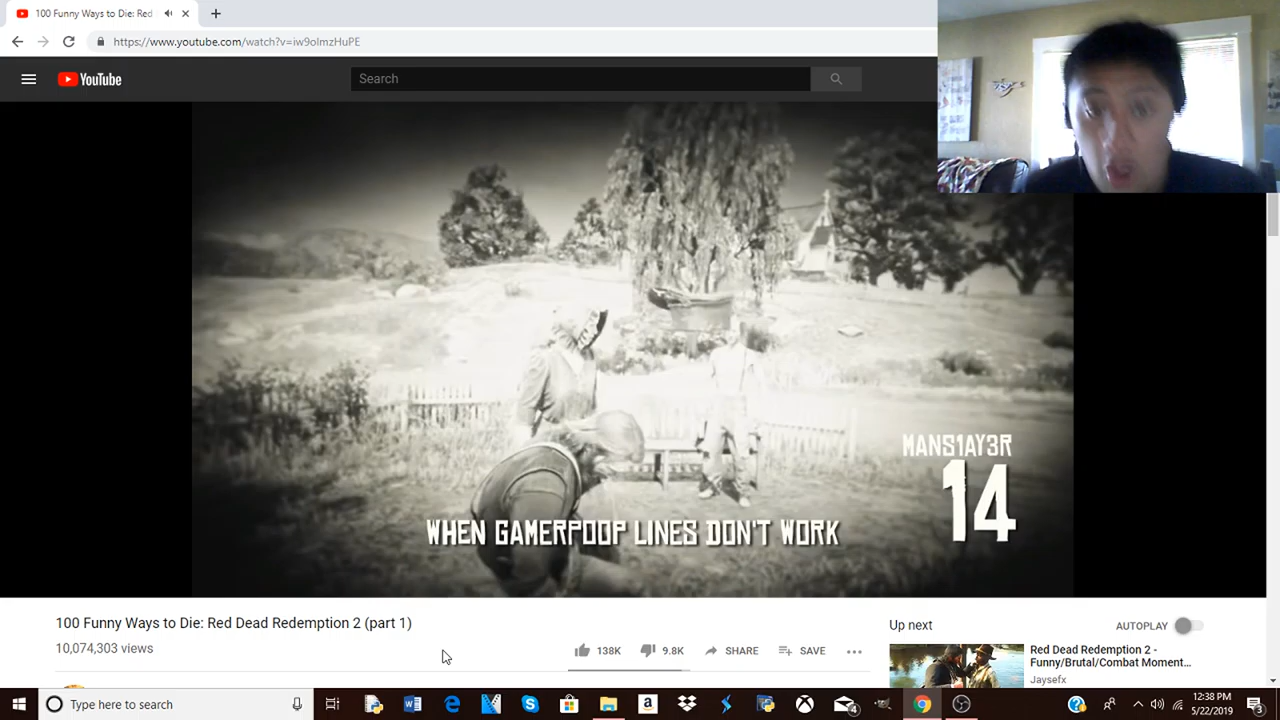 100 Funny Ways to Die: Red
https://www.youtube.com/watch?v=iw9olmzHuPE
YouTube
Search
MANS1AY3R
14
WHEN GAMERPOOP LINES DON'T WORK
100 Funny Ways to Die: Red Dead Redemption 2 (part 1)
10,074,303 views
138K
9.8K
SHARE
SAVE
Up next
AUTOPLAY
Red Dead Redemption 2 -
Funny/Brutal/Combat Moment...
Jaysefx
Type here to search
4
12:38 PM
5/22/2019
3